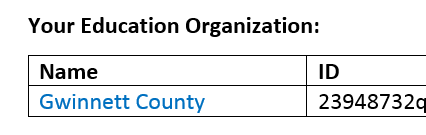 Your Education Organization:
Name ID
Gwinnett County 23948732q